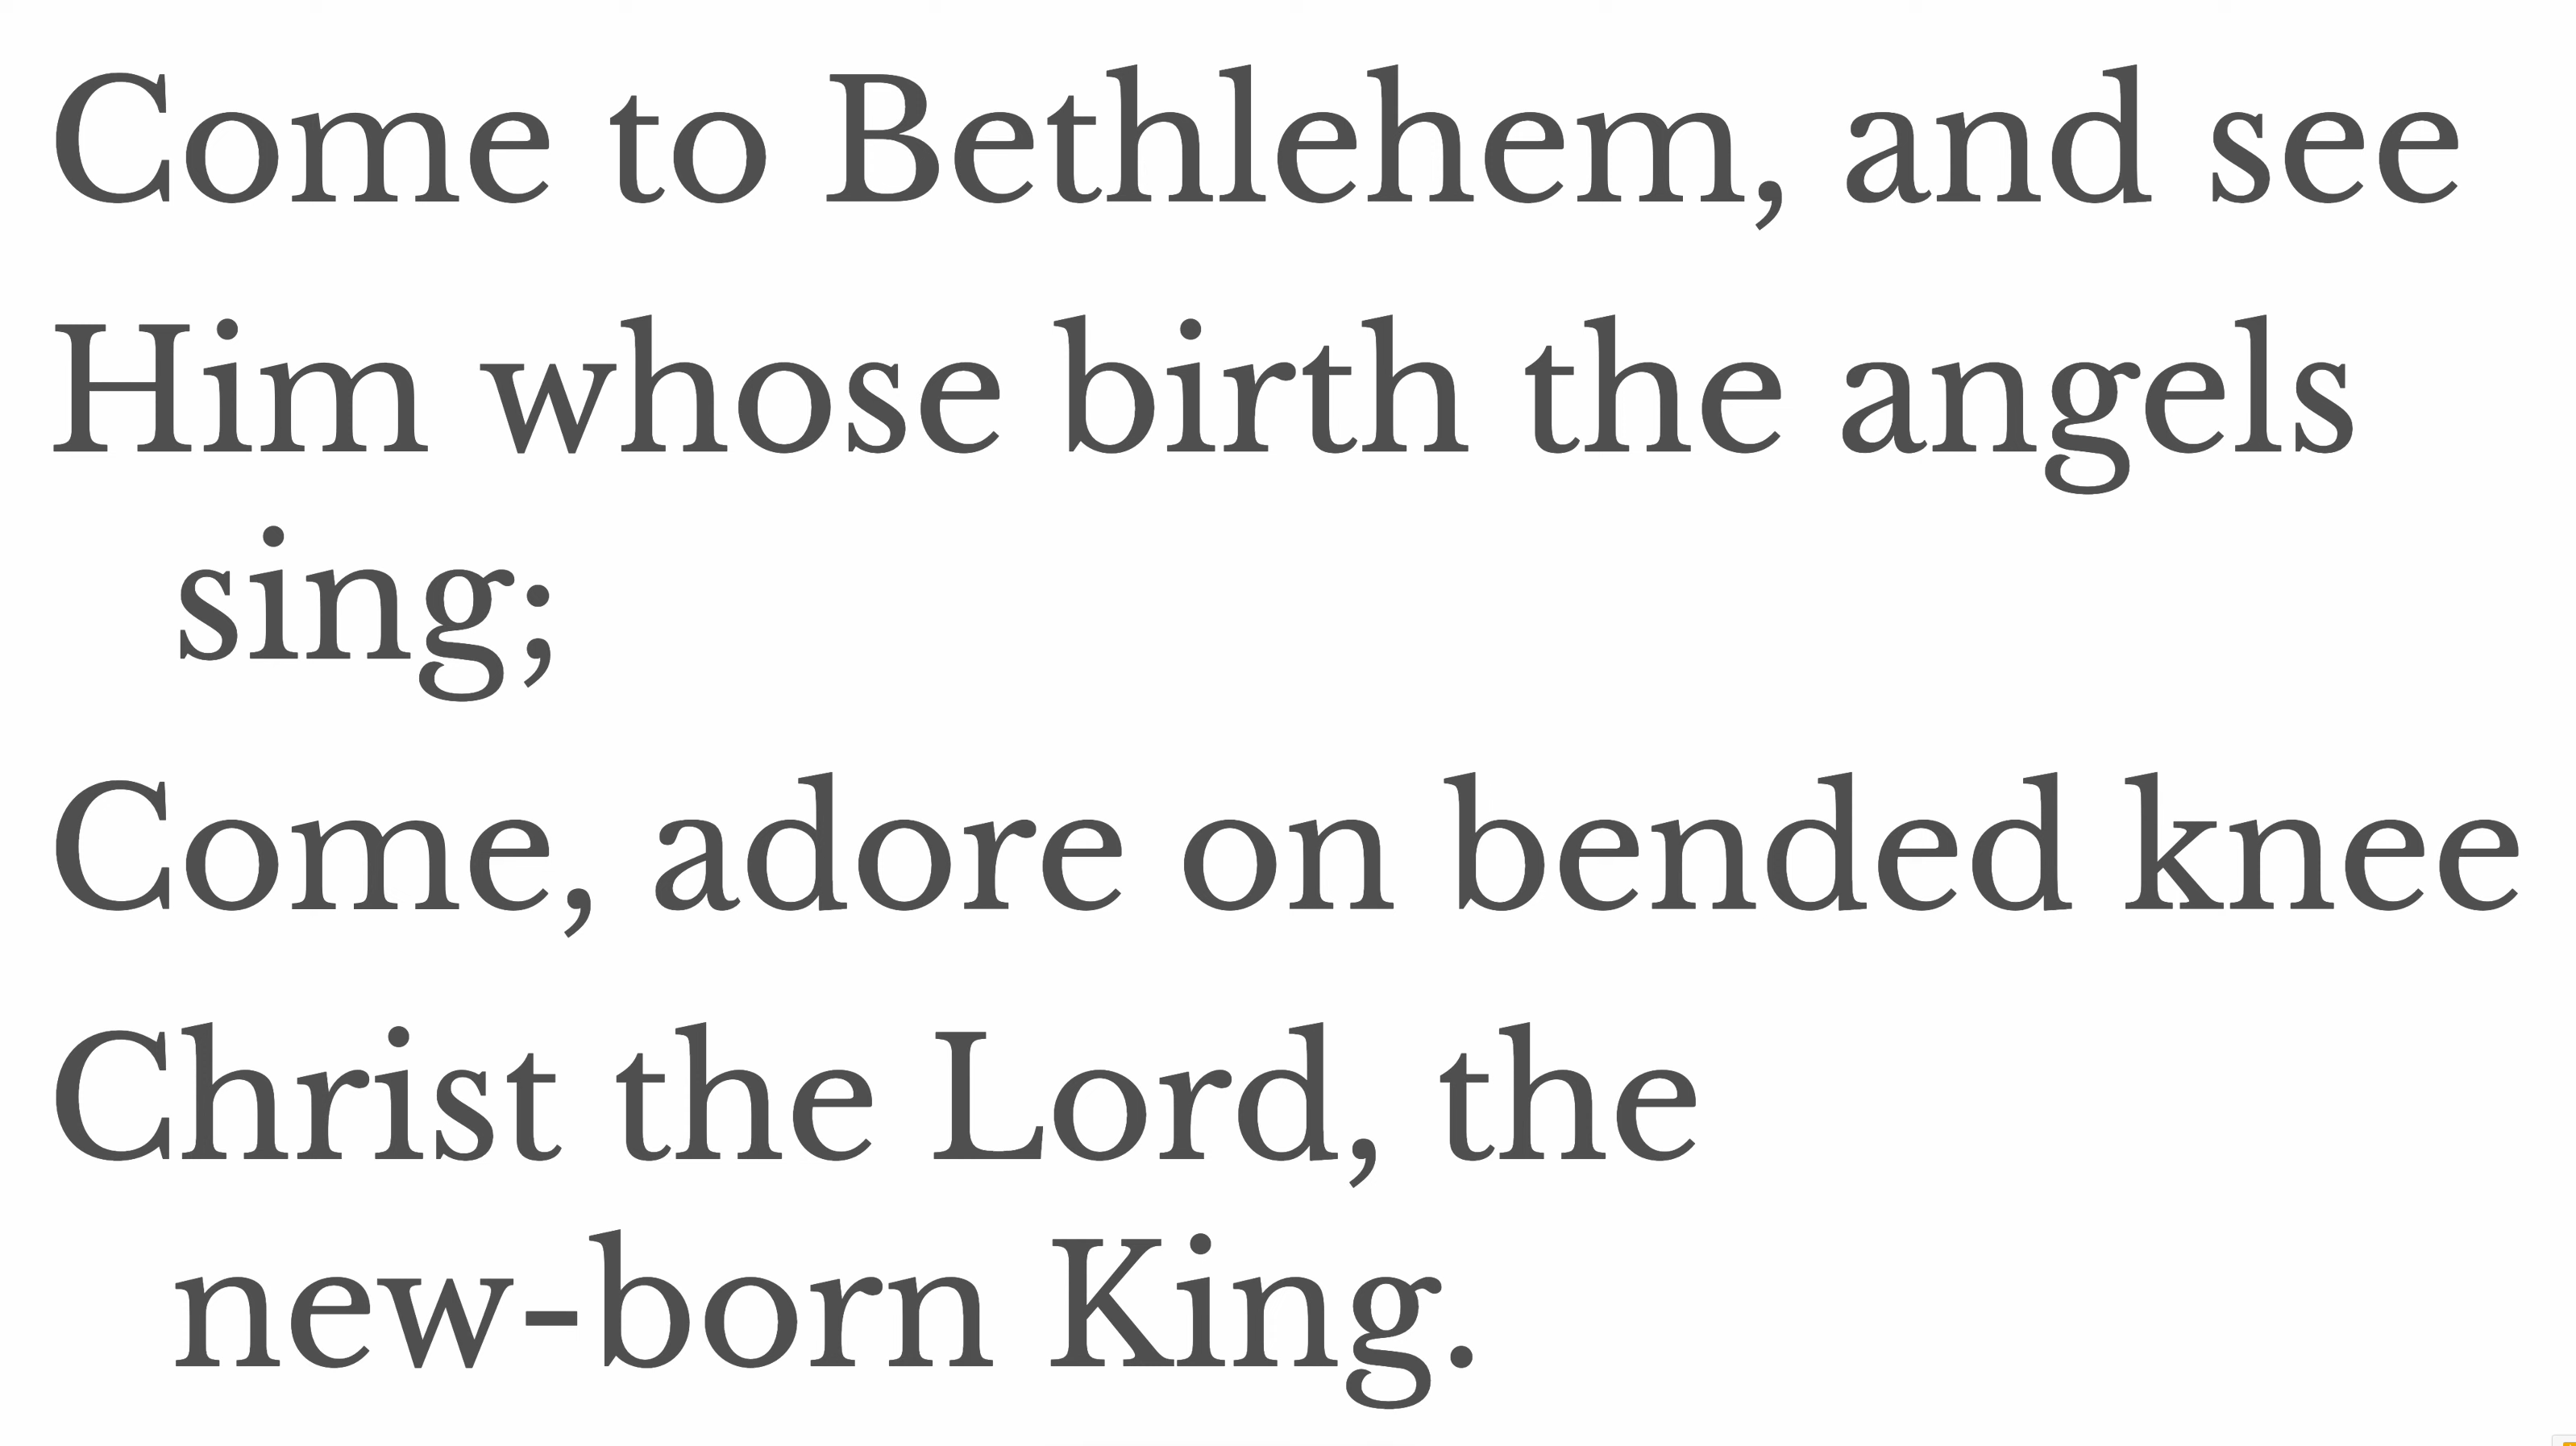 Come to Bethlehem, and see
Him whose birth the angels
sing;
Come, adore on bended knee
Christ the Lord, the
new-born King.